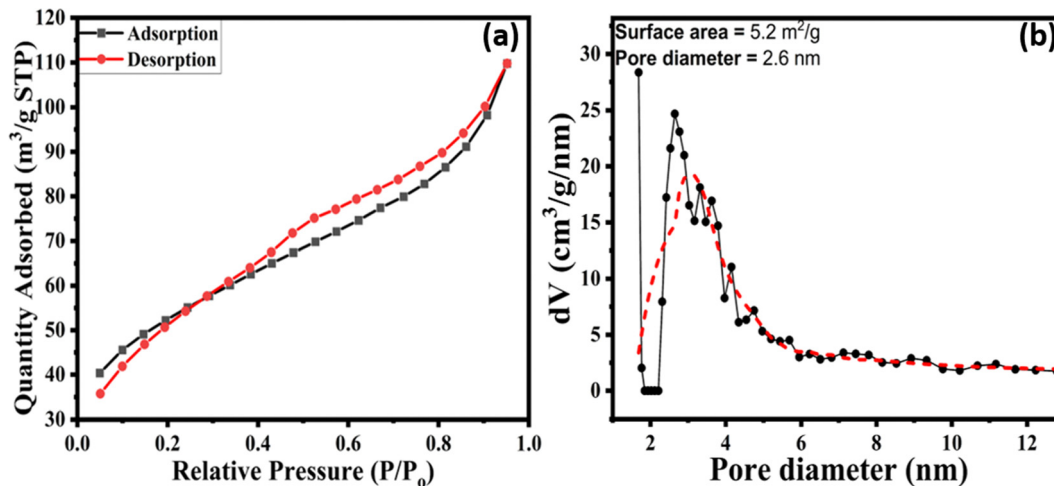 (a)
Adsorption
Desorption
Quantity Adsorbed (m³/g STP)
120
110
100
90
80
70
60
50
40
30
0.0 0.2 0.4 0.6 0.8 1.0
Relative Pressure (P/Pₒ)
(b)
Surface area = 5.2 m²/g
Pore diameter = 2.6 nm
dV (cm³/g/nm)
30
25
20
15
10
5
0
2 4 6 8 10 12
Pore diameter (nm)